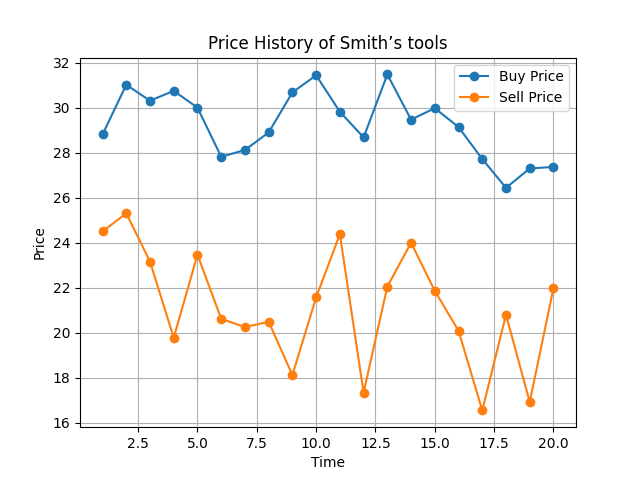 Price History of Smith’s tools
Buy Price
Sell Price
32
30
28
26
24
22
20
18
16
Price
2.5 5.0 7.5 10.0 12.5 15.0 17.5 20.0
Time